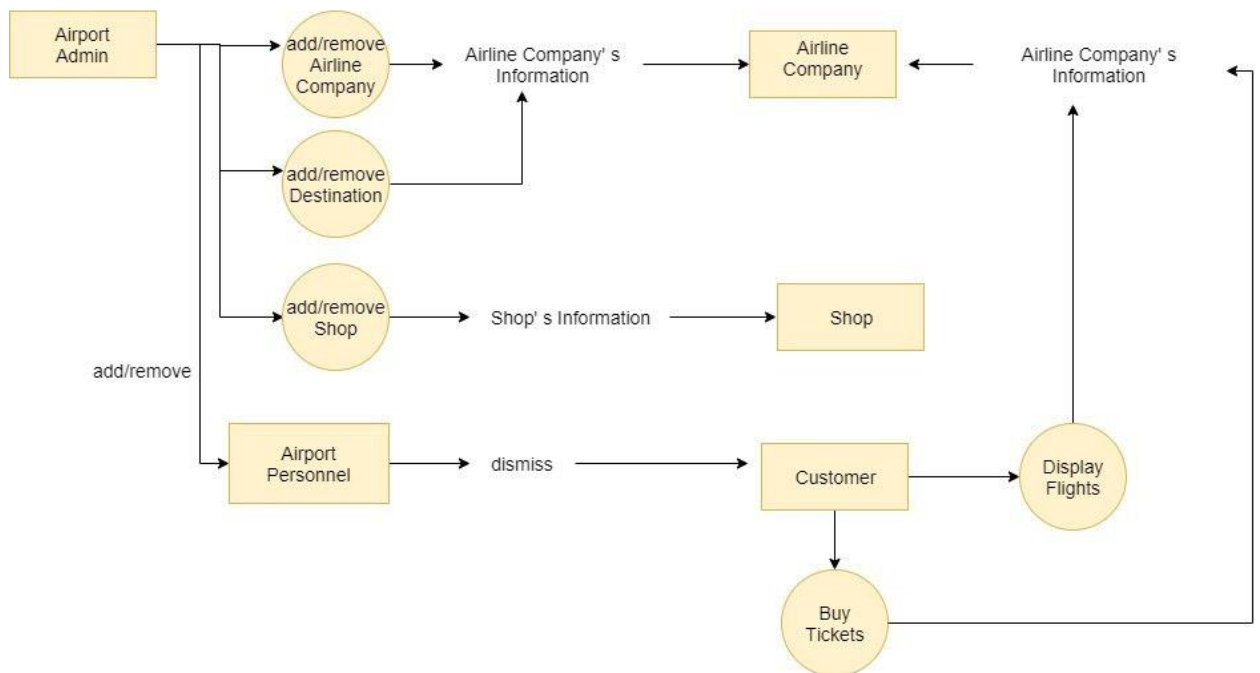 Airport
Admin
add/remove
Airline
Company
Airline Company' s
Information
Airline
Company
Airline Company' s
Information
add/remove
Destination
add/remove
Shop
Shop' s Information
Shop
add/remove
Airport
Personnel
dismiss
Customer
Display
Flights
Buy
Tickets